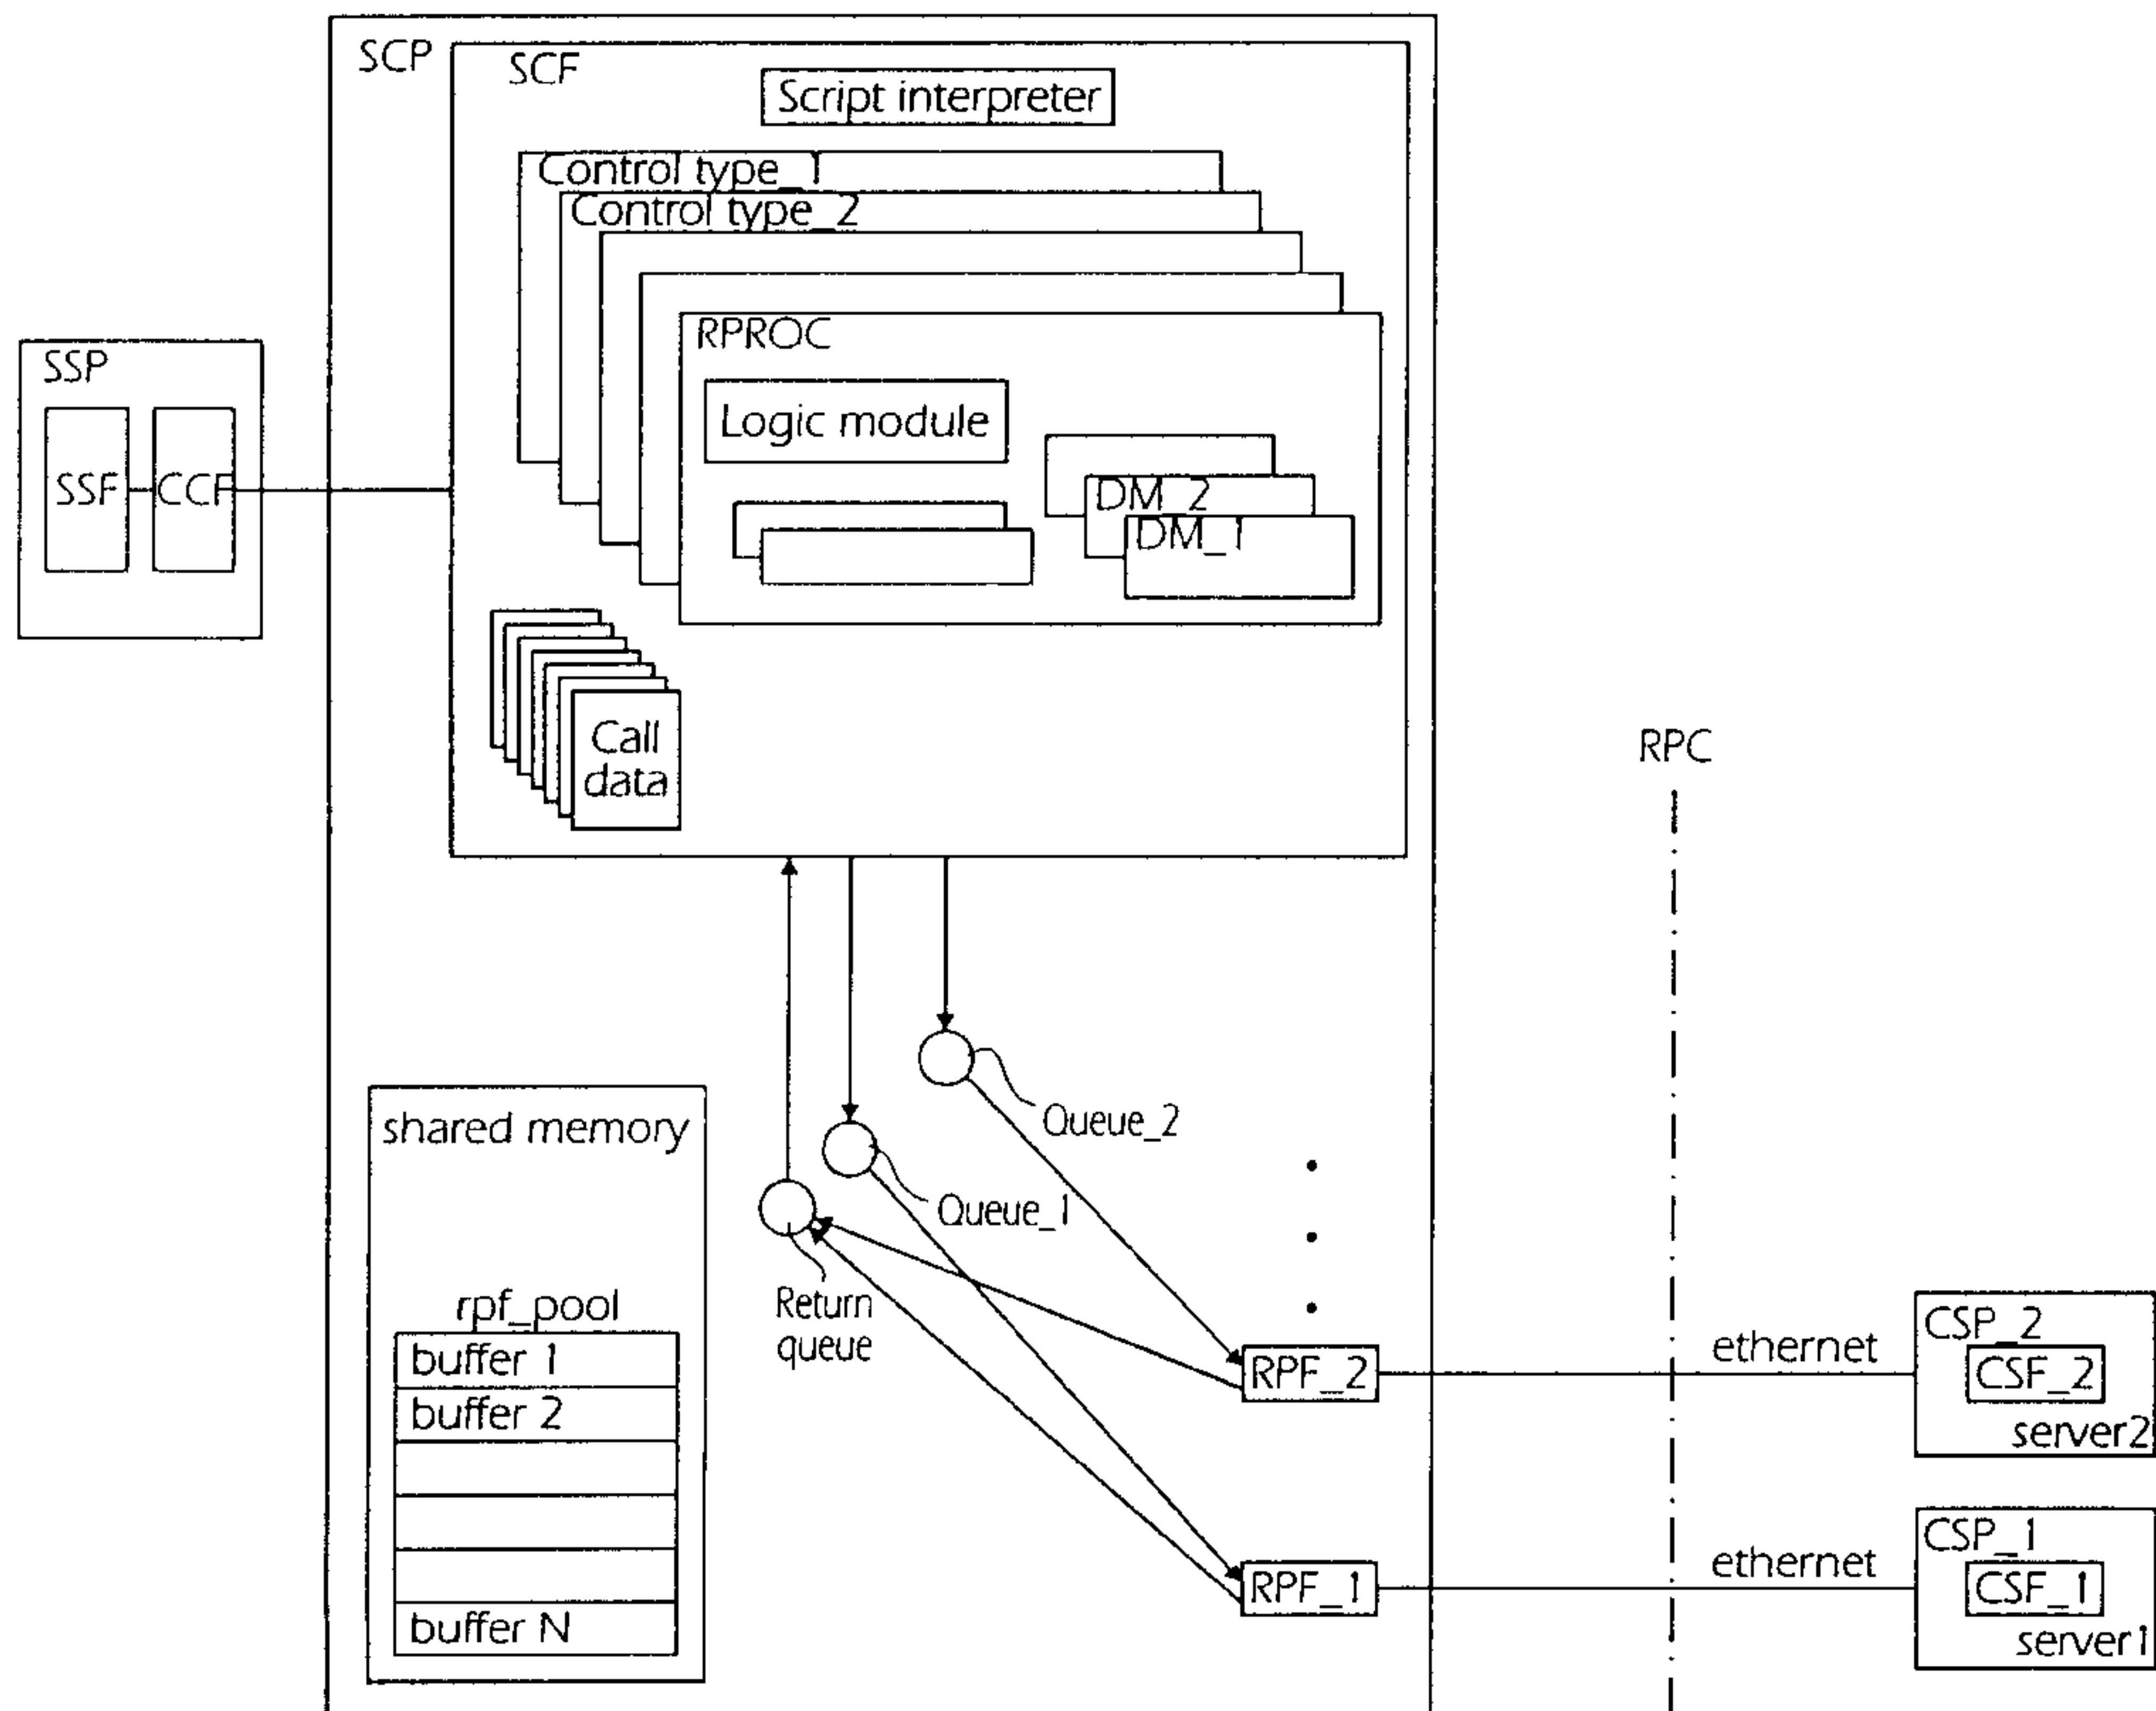 SCP
SCF
Script interpreter
Control type_1
Control type_2
RPROC
SSP
Logic module
SSF
CCF
DM_2
DM_1
Call
data
RPC
shared memory
Queue_2
Queue_1
Return
queue
rpf_pool
buffer 1
buffer 2
buffer N
RPF_2
ethernet
CSP_2
CSF_2
server2
RPF_1
ethernet
CSP_1
CSF_1
server1